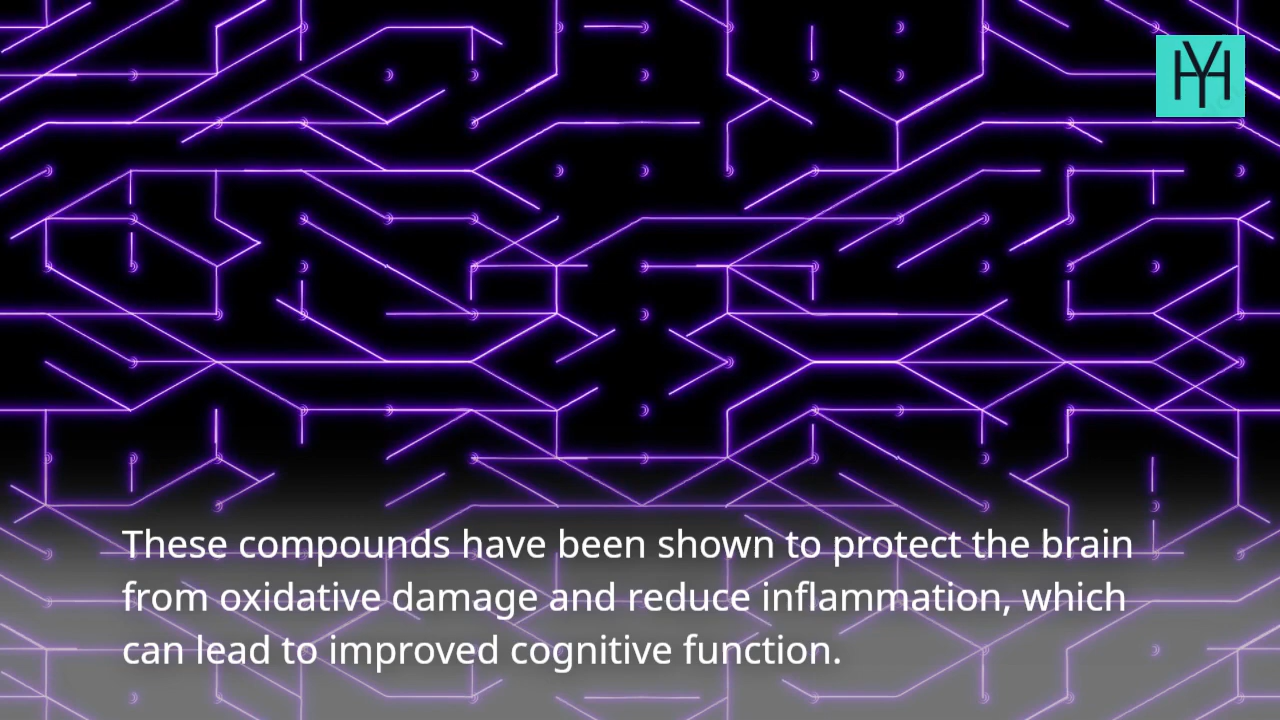 YH
These compounds have been shown to protect the brain
from oxidative damage and reduce inflammation, which
can lead to improved cognitive function.